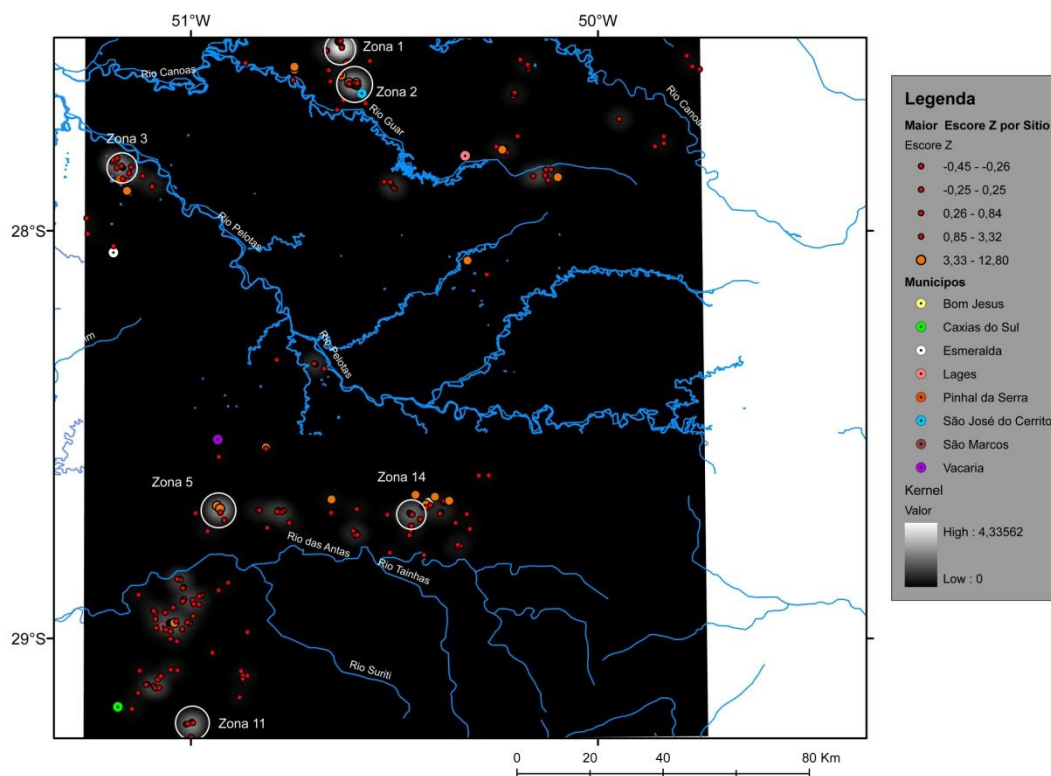 51°W
50°W
Zona 1
Rio Canoas
Zona 2
Rio Guar
Rio Canoas
Zona 3
28°S
Rio Pelotas
im
Rio Pelotas
Zona 5
Zona 14
Rio das Antas
Rio Tainhas
29°S
Rio Suriti
Zona 11
0 20 40 80 Km
Legenda
Maior Escore Z por Sítio
Escore Z
-0,45 - -0,26
-0,25 - 0,25
0,26 - 0,84
0,85 - 3,32
3,33 - 12,80
Municipos
Bom Jesus
Caxias do Sul
Esmeralda
Lages
Pinhal da Serra
São José do Cerrito
São Marcos
Vacaria
Kernel
Valor
High : 4,33562
Low : 0